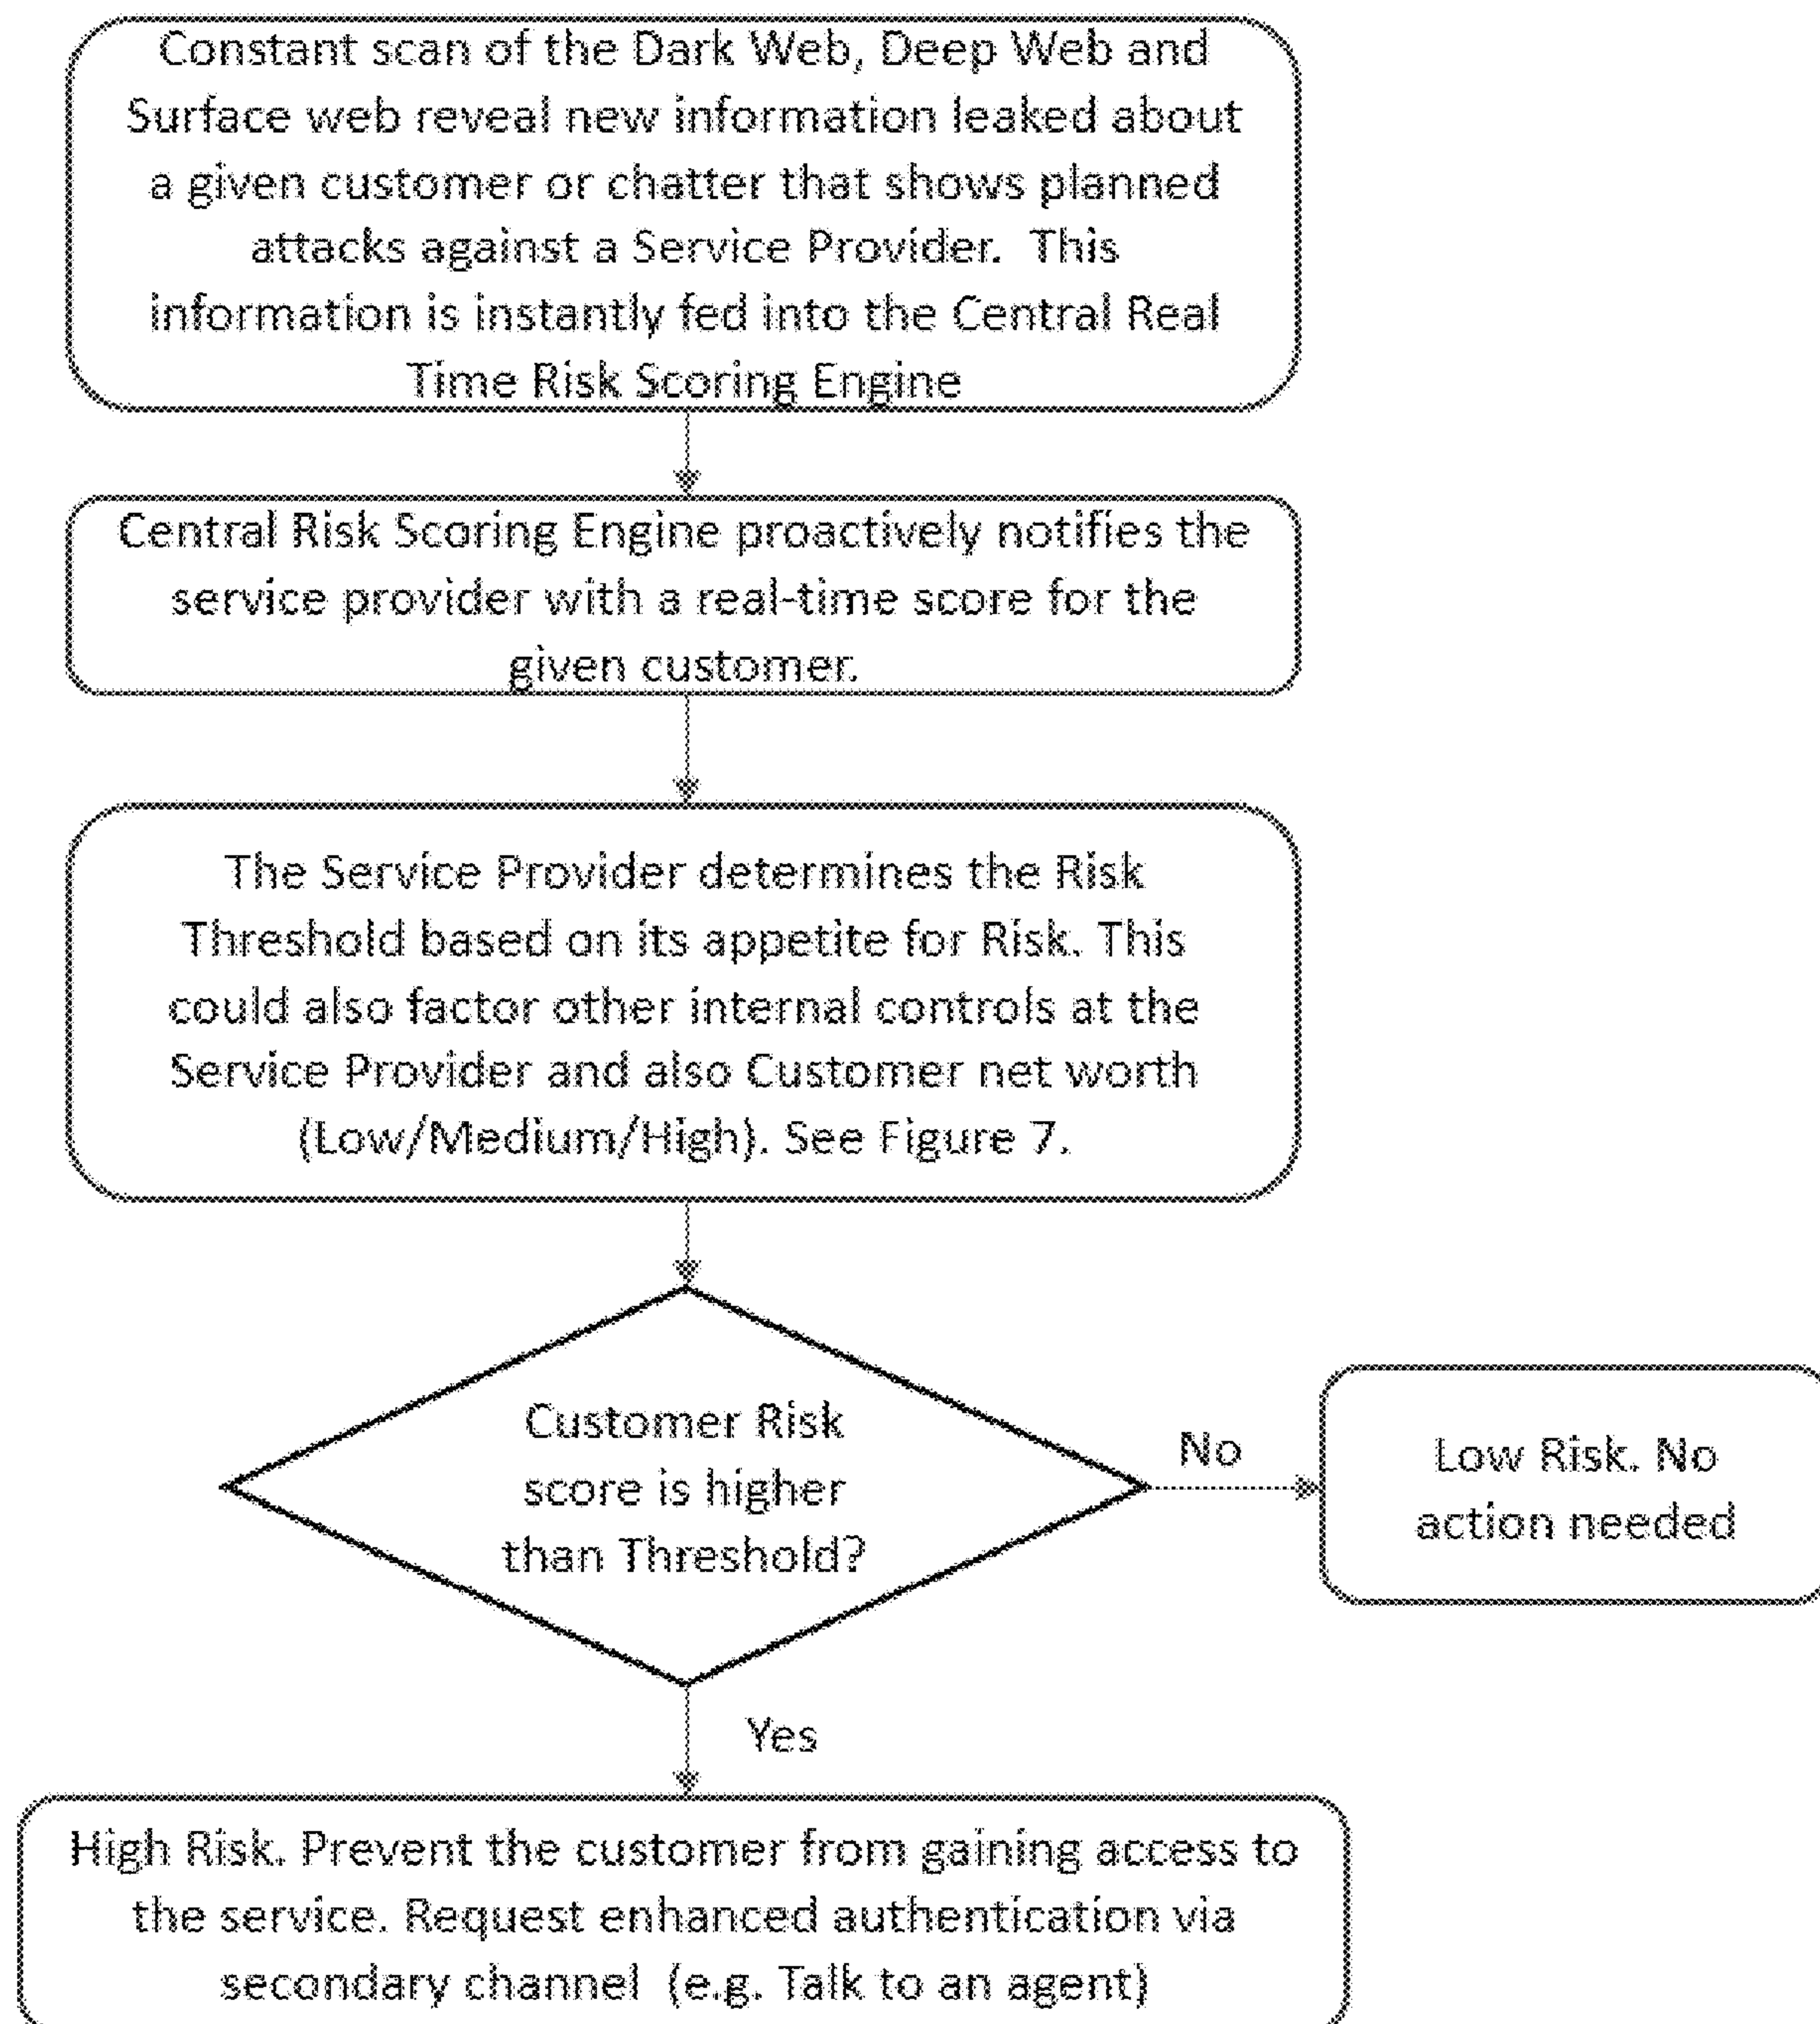 Constant scan of the Dark Web, Deep Web and
Surface web reveal new information leaked about
a given customer or chatter that shows planned
attacks against a Service Provider.  This
information is instantly fed into the Central Real
Time Risk Scoring Engine
Central Risk Scoring Engine proactively notifies the
service provider with a real-time score for the
given customer.
The Service Provider determines the Risk
Threshold based on its appetite for Risk. This
could also factor other internal controls at the
Service Provider and also Customer net worth
(Low/Medium/High). See Figure 7.
Customer Risk
score is higher
than Threshold?
No
Low Risk. No
action needed
Yes
High Risk. Prevent the customer from gaining access to
the service. Request enhanced authentication via
secondary channel  (e.g. Talk to an agent)